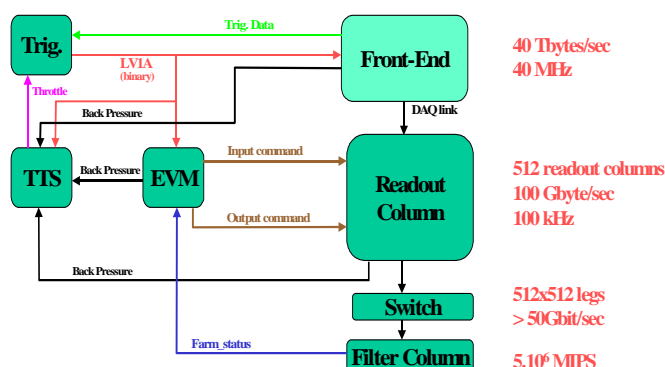 Trig. Data
Trig.
LV1A
(binary)
Front-End
40 Tbytes/sec
40 MHz
Throttle
Back Pressure
DAQ link
TTS
Back Pressure
EVM
Input command
Output command
Readout
Column
512 readout columns
100 Gbyte/sec
100 kHz
Back Pressure
Switch
512x512 legs
> 50Gbit/sec
Farm_status
Filter Column
5.10⁶ MIPS